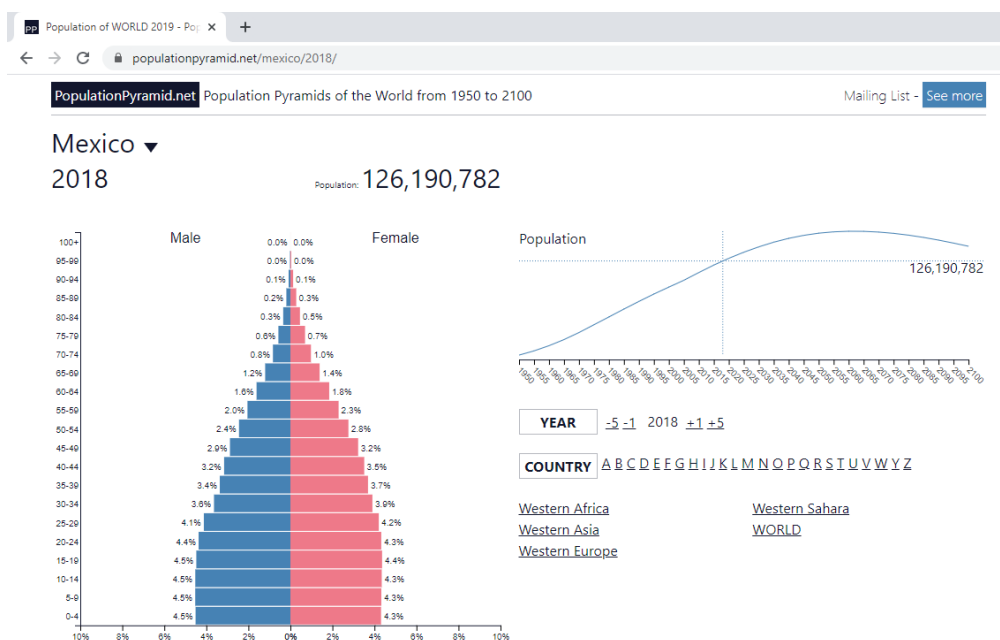 Population of WORLD 2019 - Pop
populationpyramid.net/mexico/2018/
PopulationPyramid.net Population Pyramids of the World from 1950 to 2100 Mailing List - See more
Mexico
2018 Population: 126,190,782
Male Female
100+ 0.0% 0.0%
95-99 0.0% 0.0%
90-94 0.1% 0.1%
85-89 0.2% 0.3%
80-84 0.3% 0.5%
75-79 0.6% 0.7%
70-74 0.8% 1.0%
65-69 1.2% 1.4%
60-64 1.6% 1.8%
55-59 2.0% 2.3%
50-54 2.4% 2.8%
45-49 2.9% 3.2%
40-44 3.2% 3.5%
35-39 3.4% 3.7%
30-34 3.6% 3.9%
25-29 4.1% 4.2%
20-24 4.4% 4.3%
15-19 4.5% 4.4%
10-14 4.5% 4.3%
5-9 4.5% 4.3%
0-4 4.5% 4.3%
10% 8% 6% 4% 2% 0% 2% 4% 6% 8% 10%
Population
126,190,782
1950 1955 1960 1965 1970 1975 1980 1985 1990 1995 2000 2005 2010 2015 2020 2025 2030 2035 2040 2045 2050 2055 2060 2065 2070 2075 2080 2085 2090 2095 2100
YEAR -5 -1 2018 +1 +5
COUNTRY A B C D E F G H I J K L M N O P Q R S T U V W Y Z
Western Africa Western Sahara
Western Asia WORLD
Western Europe